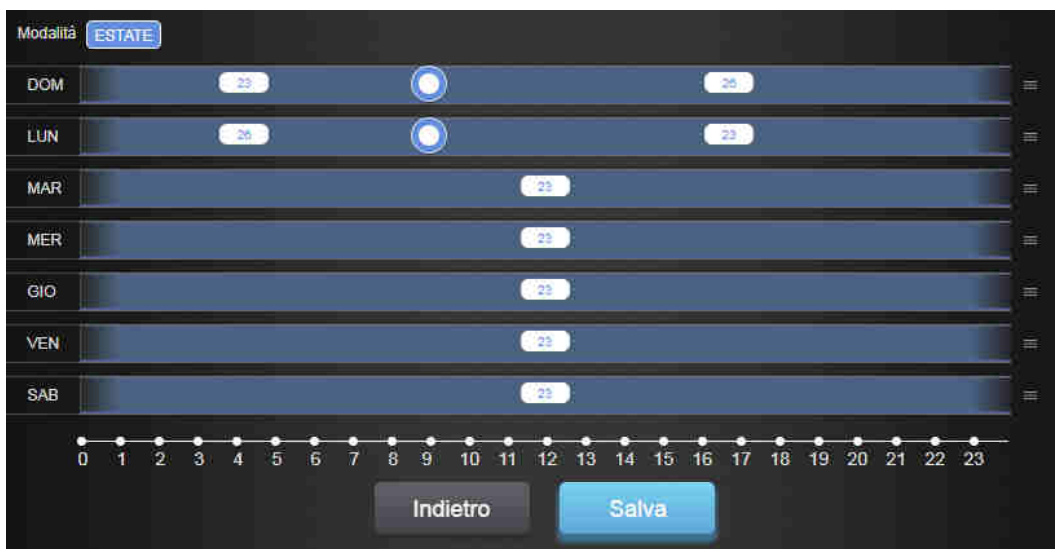 Modalità ESTATE
DOM 23 26
LUN 26 23
MAR 23
MER 23
GIO 23
VEN 23
SAB 23
0 1 2 3 4 5 6 7 8 9 10 11 12 13 14 15 16 17 18 19 20 21 22 23
Indietro Salva